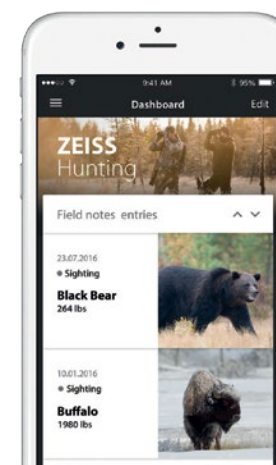 9:41 AM
95%
Dashboard
Edit
ZEISS
Hunting
Field notes entries
23.07.2016
Sighting
Black Bear
264 lbs
10.01.2016
Sighting
Buffalo
1980 lbs